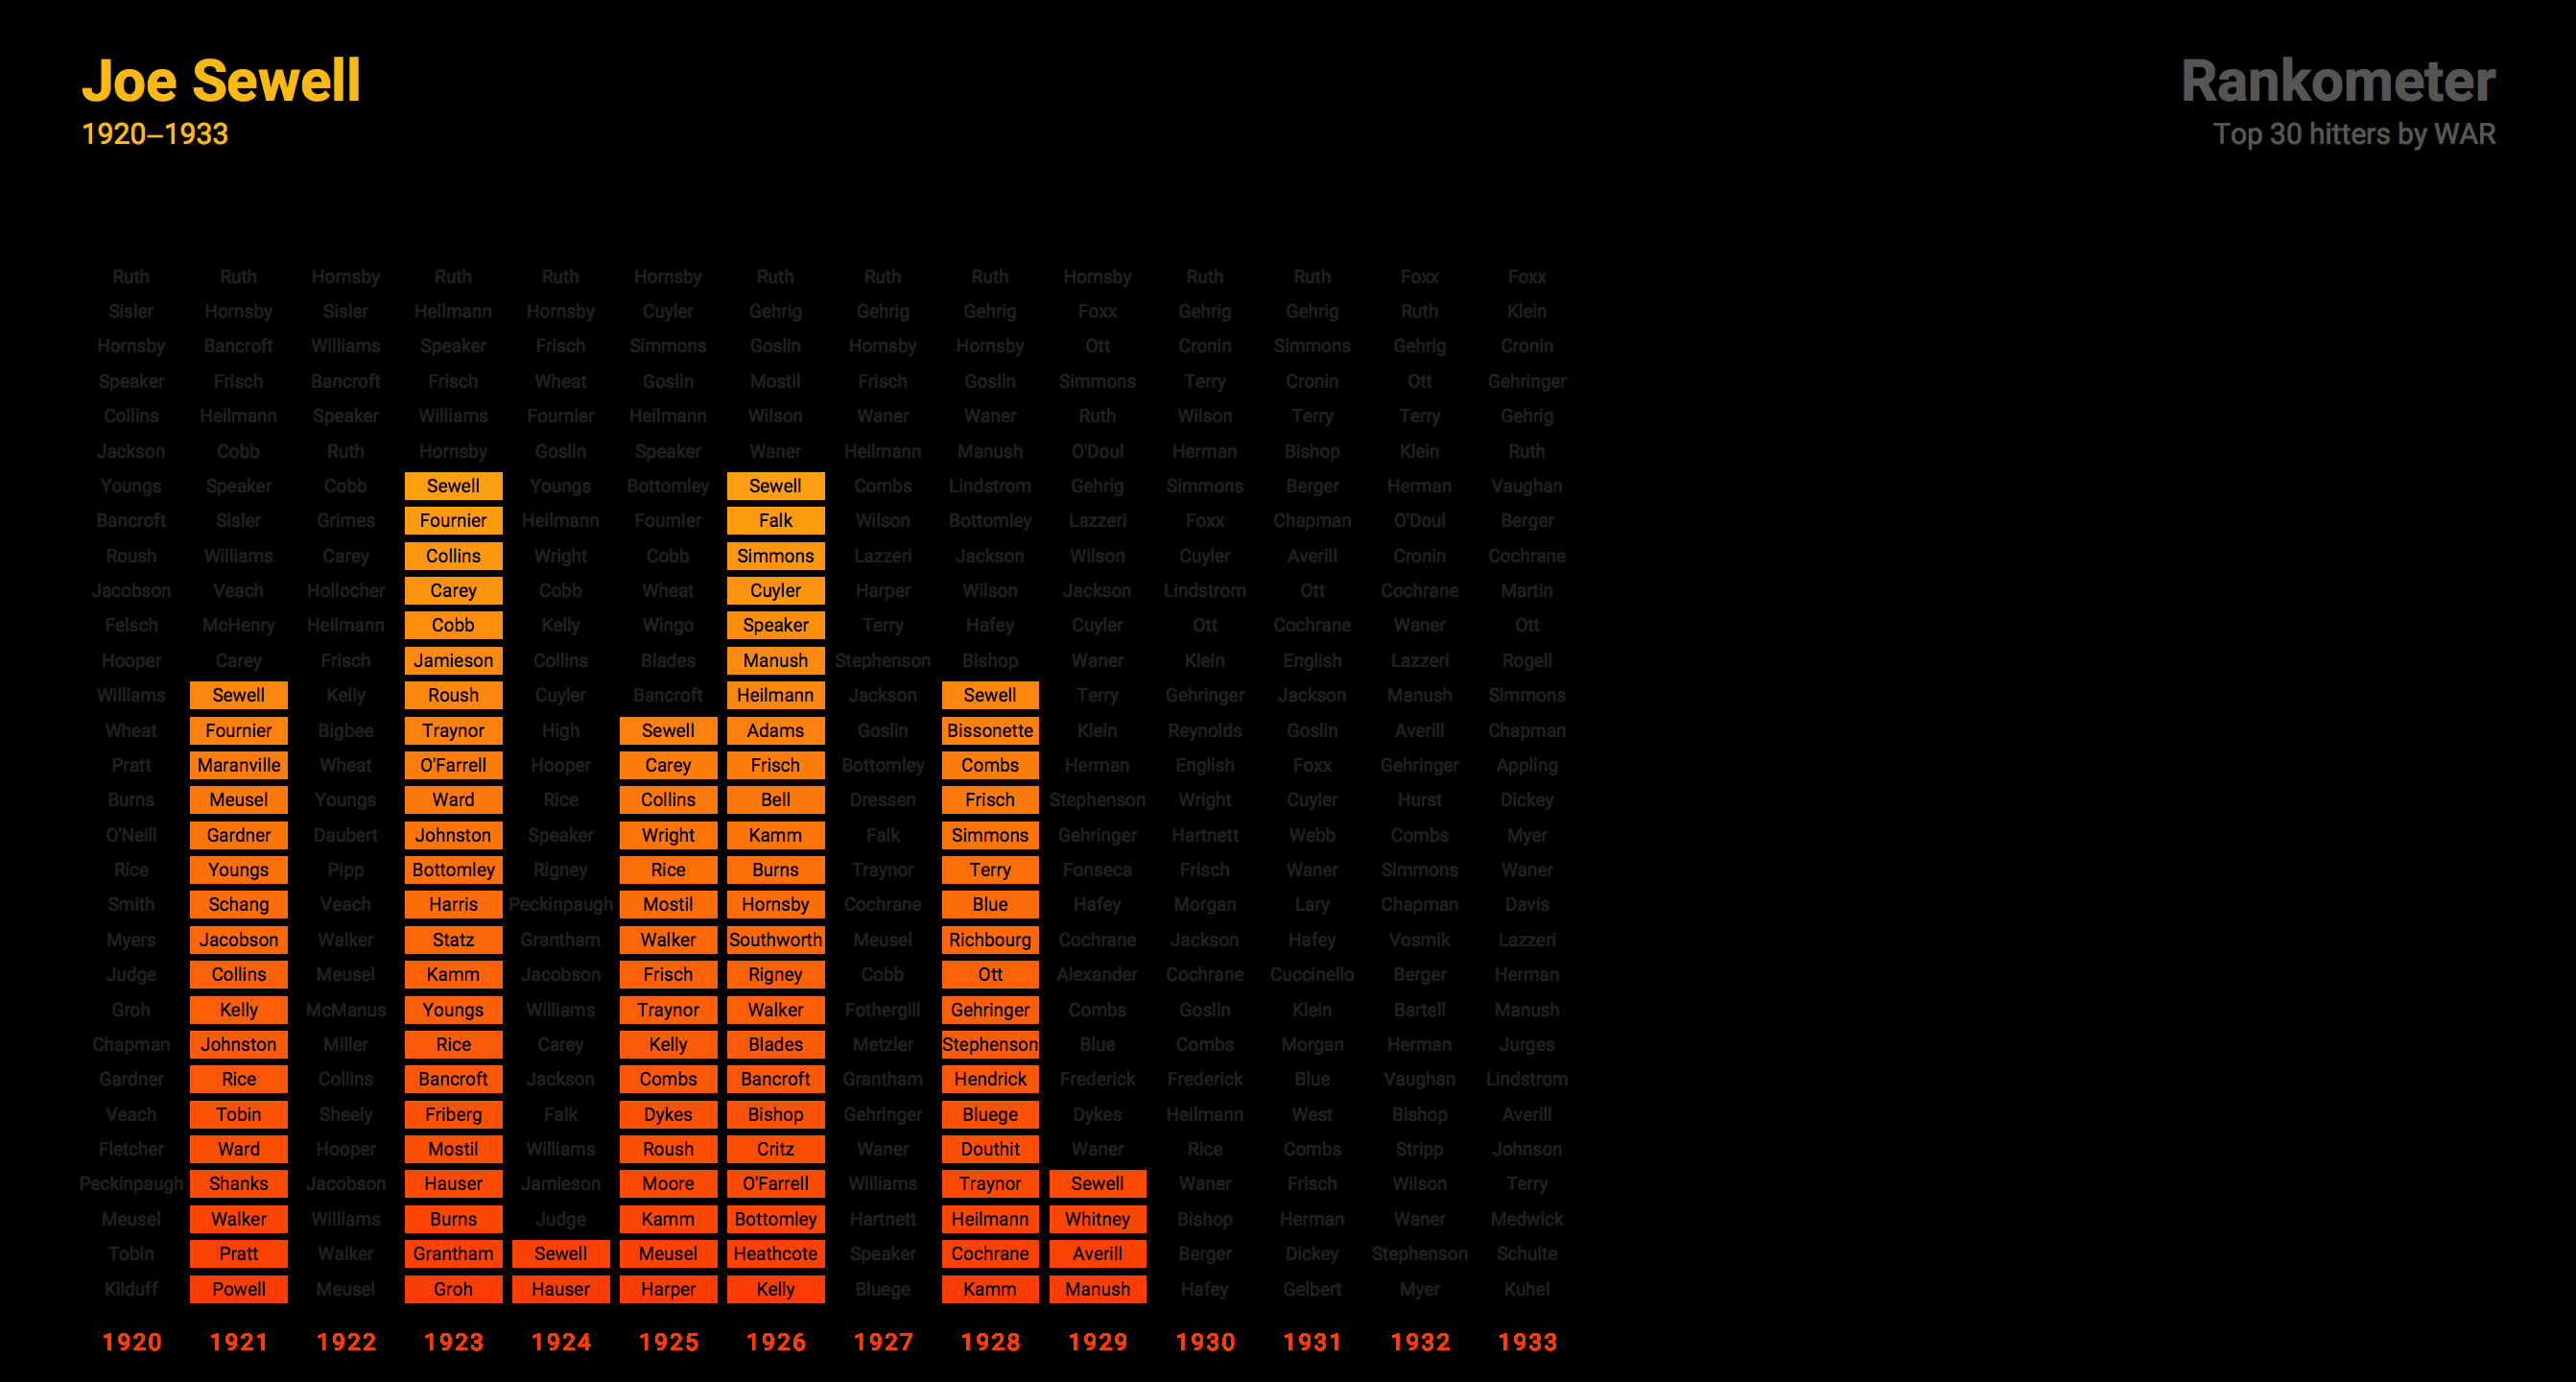 Joe Sewell
1920–1933
Rankometer
Top 30 hitters by WAR
Ruth Ruth Hornsby Ruth Ruth Hornsby Ruth Ruth Ruth Hornsby Ruth Ruth Foxx Foxx
Sisler Hornsby Sisler Heilmann Hornsby Cuyler Gehrig Gehrig Gehrig Foxx Gehrig Gehrig Ruth Klein
Hornsby Bancroft Williams Speaker Frisch Simmons Goslin Hornsby Hornsby Ott Cronin Simmons Gehrig Cronin
Speaker Frisch Bancroft Frisch Wheat Goslin Mostil Frisch Goslin Simmons Terry Cronin Ott Gehringer
Collins Heilmann Speaker Williams Fournier Heilmann Wilson Waner Waner Ruth Wilson Terry Terry Gehrig
Jackson Cobb Ruth Hornsby Goslin Speaker Waner Heilmann Manush O'Doul Herman Bishop Klein Ruth
Youngs Speaker Cobb Sewell Youngs Bottomley Sewell Combs Lindstrom Gehrig Simmons Berger Herman Vaughan
Bancroft Sisler Grimes Fournier Heilmann Fournier Falk Wilson Bottomley Lazzeri Foxx Chapman O'Doul Berger
Roush Williams Carey Collins Wright Cobb Simmons Lazzeri Jackson Wilson Cuyler Averill Cronin Cochrane
Jacobson Veach Hollocher Carey Cobb Wheat Cuyler Harper Wilson Jackson Lindstrom Ott Cochrane Martin
Felsch McHenry Heilmann Cobb Kelly Wingo Speaker Terry Hafey Cuyler Ott Cochrane Waner Ott
Hooper Carey Frisch Jamieson Collins Blades Manush Stephenson Bishop Waner Klein English Lazzeri Rogell
Williams Sewell Kelly Roush Cuyler Bancroft Heilmann Jackson Sewell Terry Gehringer Jackson Manush Simmons
Wheat Fournier Bigbee Traynor High Sewell Adams Goslin Bissonette Klein Reynolds Goslin Averill Chapman
Pratt Maranville Wheat O'Farrell Hooper Carey Frisch Bottomley Combs Herman English Foxx Gehringer Appling
Burns Meusel Youngs Ward Rice Collins Bell Dressen Frisch Stephenson Wright Cuyler Hurst Dickey
O'Neill Gardner Daubert Johnston Speaker Wright Kamm Falk Simmons Gehringer Hartnett Webb Combs Myer
Rice Youngs Pipp Bottomley Rigney Rice Burns Traynor Terry Fonseca Frisch Waner Simmons Waner
Smith Schang Veach Harris Peckinpaugh Mostil Hornsby Cochrane Blue Hafey Morgan Lary Chapman Davis
Myers Jacobson Walker Statz Grantham Walker Southworth Meusel Richbourg Cochrane Jackson Hafey Vosmik Lazzeri
Judge Collins Meusel Kamm Jacobson Frisch Rigney Cobb Ott Alexander Cochrane Cuccinello Berger Herman
Groh Kelly McManus Youngs Williams Traynor Walker Fothergill Gehringer Combs Goslin Klein Bartell Manush
Chapman Johnston Miller Rice Carey Kelly Blades Metzler Stephenson Blue Combs Morgan Herman Jurges
Gardner Rice Collins Bancroft Jackson Combs Bancroft Grantham Hendrick Frederick Frederick Blue Vaughan Lindstrom
Veach Tobin Sheely Friberg Falk Dykes Bishop Gehringer Bluege Dykes Heilmann West Bishop Averill
Fletcher Ward Hooper Mostil Williams Roush Critz Waner Douthit Waner Rice Combs Stripp Johnson
Peckinpaugh Shanks Jacobson Hauser Jamieson Moore O'Farrell Williams Traynor Sewell Waner Frisch Wilson Terry
Meusel Walker Williams Burns Judge Kamm Bottomley Hartnett Heilmann Whitney Bishop Herman Waner Medwick
Tobin Pratt Walker Grantham Sewell Meusel Heathcote Speaker Cochrane Averill Berger Dickey Stephenson Schulte
Kilduff Powell Meusel Groh Hauser Harper Kelly Bluege Kamm Manush Hafey Gelbert Myer Kuhel
1920 1921 1922 1923 1924 1925 1926 1927 1928 1929 1930 1931 1932 1933